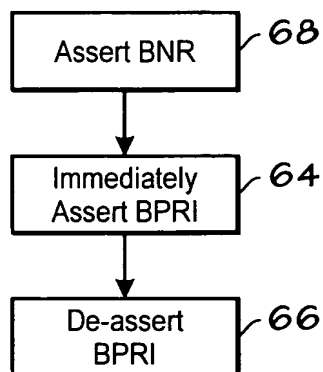 Assert BNR
68
Immediately
Assert BPRI
64
De-assert
BPRI
66